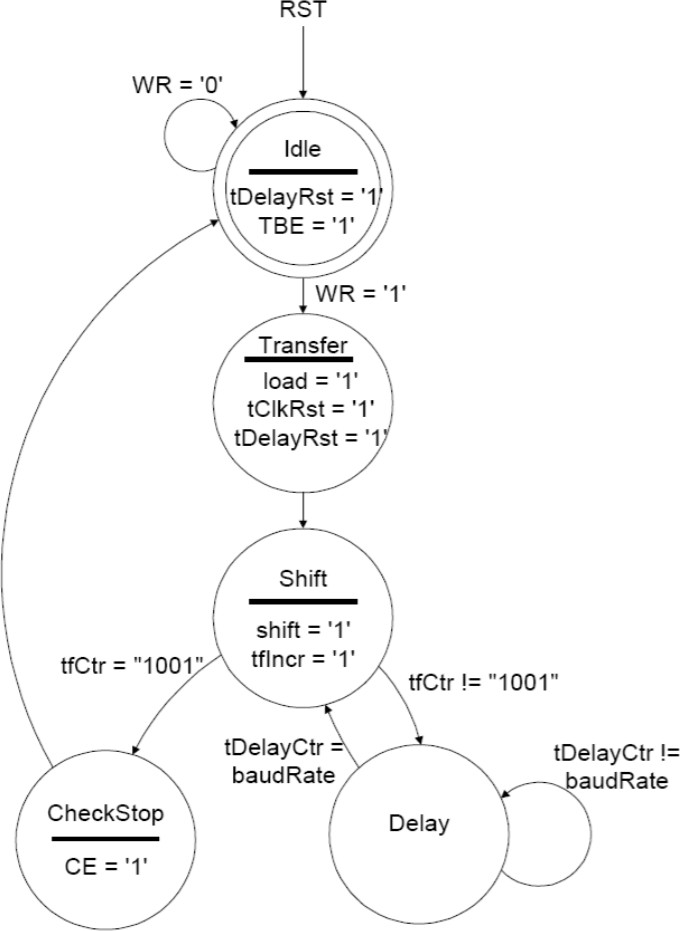 RST
WR = '0'
Idle
tDelayRst = '1'
TBE = '1'
WR = '1'
Transfer
load = '1'
tClkRst = '1'
tDelayRst = '1'
Shift
shift = '1'
tfIncr = '1'
tfCtr = "1001"
tfCtr != "1001"
tDelayCtr =
baudRate
tDelayCtr !=
baudRate
CheckStop
CE = '1'
Delay